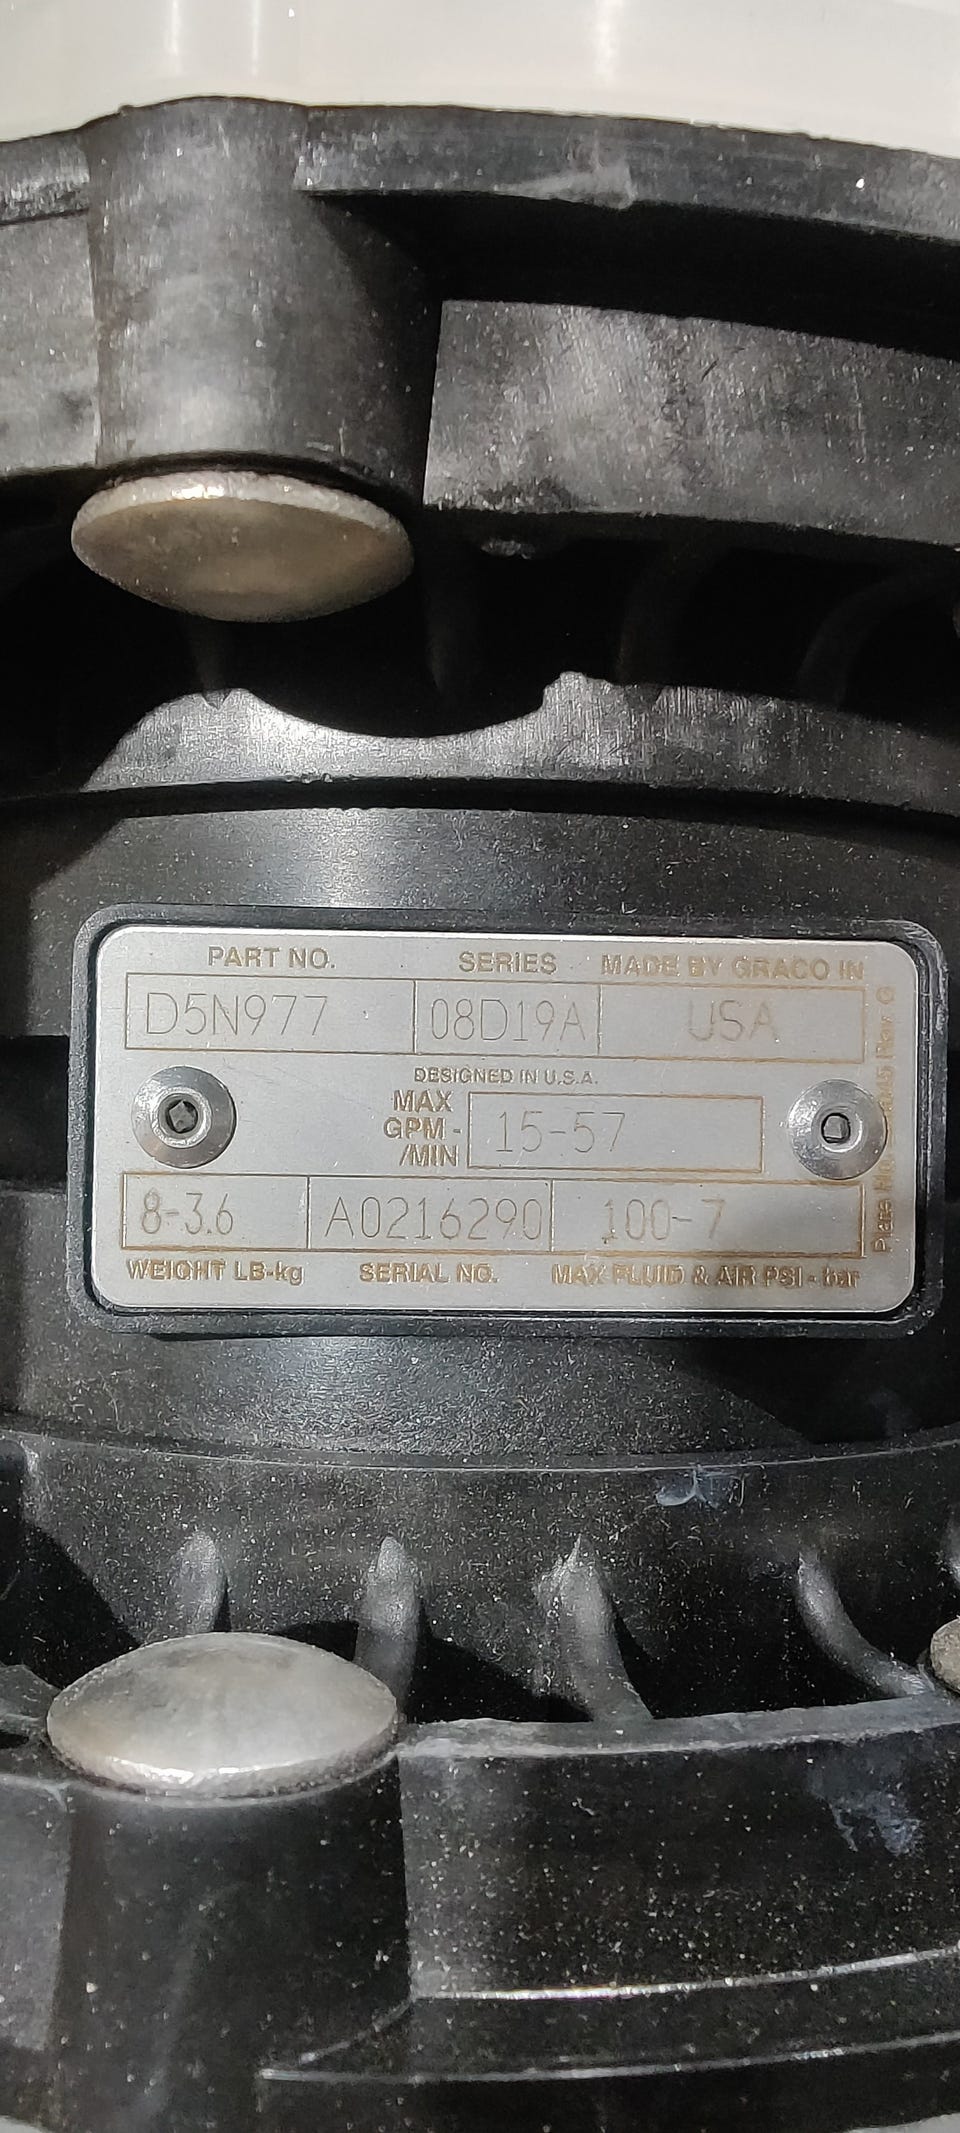 PART NO. SERIES MADE BY GRACO IN
D5N977 08D19A USA
DESIGNED IN U.S.A.
MAX
GPM - 15-57
/MIN
8-3.6 A0216290 100-7
WEIGHT LB-kg SERIAL NO. MAX FLUID & AIR PSI - bar
Rev. G